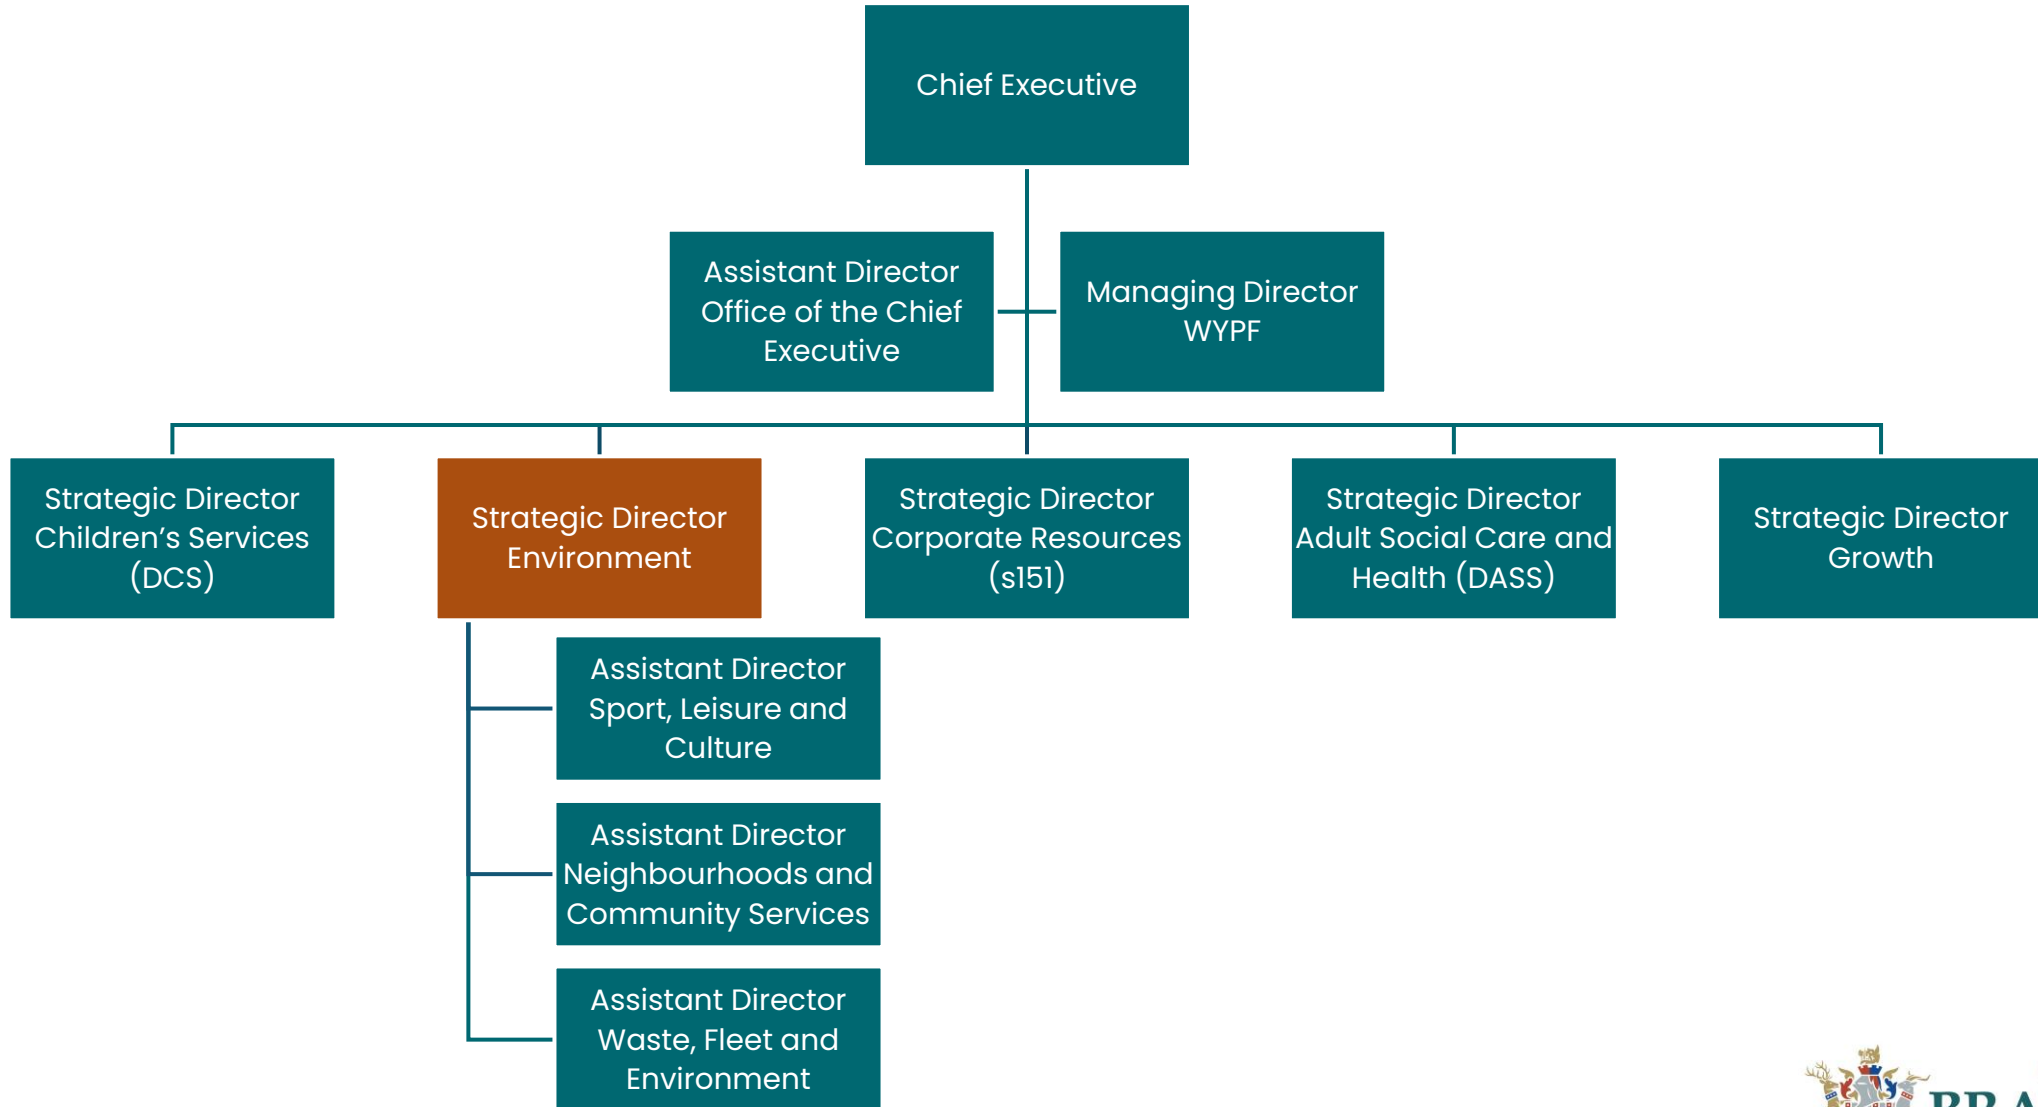 Chief Executive
Assistant Director
Office of the Chief
Executive
Managing Director
WYPF
Strategic Director
Children’s Services
(DCS)
Strategic Director
Environment
Strategic Director
Corporate Resources
(s151)
Strategic Director
Adult Social Care and
Health (DASS)
Strategic Director
Growth
Assistant Director
Sport, Leisure and
Culture
Assistant Director
Neighbourhoods and
Community Services
Assistant Director
Waste, Fleet and
Environment